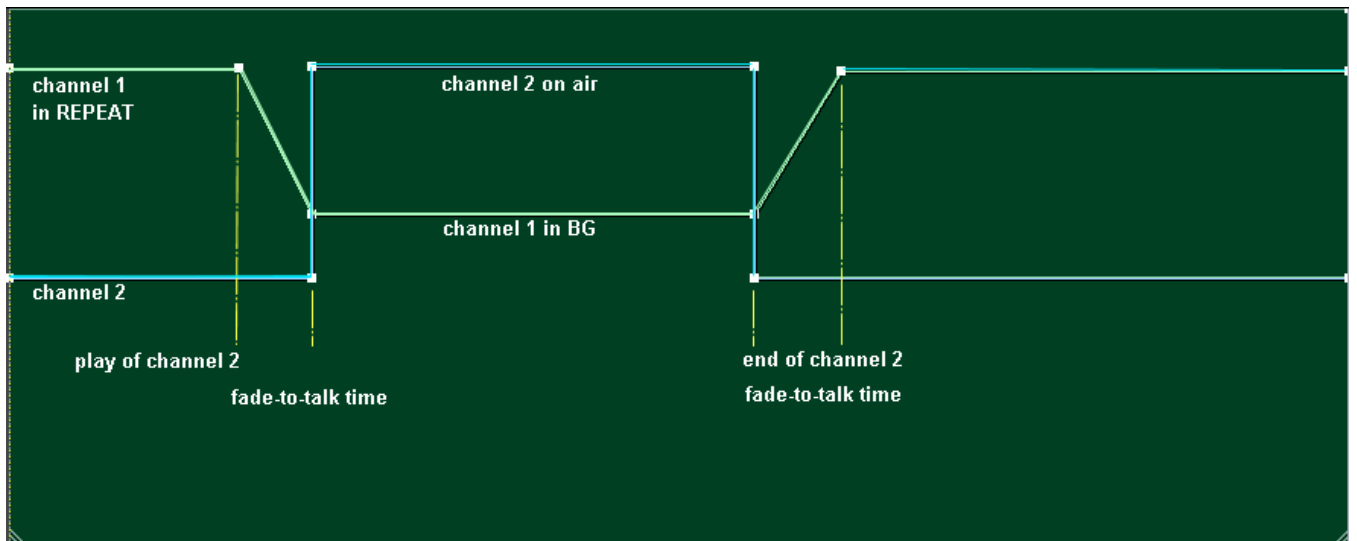 channel 1
in REPEAT
channel 2 on air
channel 1 in BG
channel 2
play of channel 2
fade-to-talk time
end of channel 2
fade-to-talk time